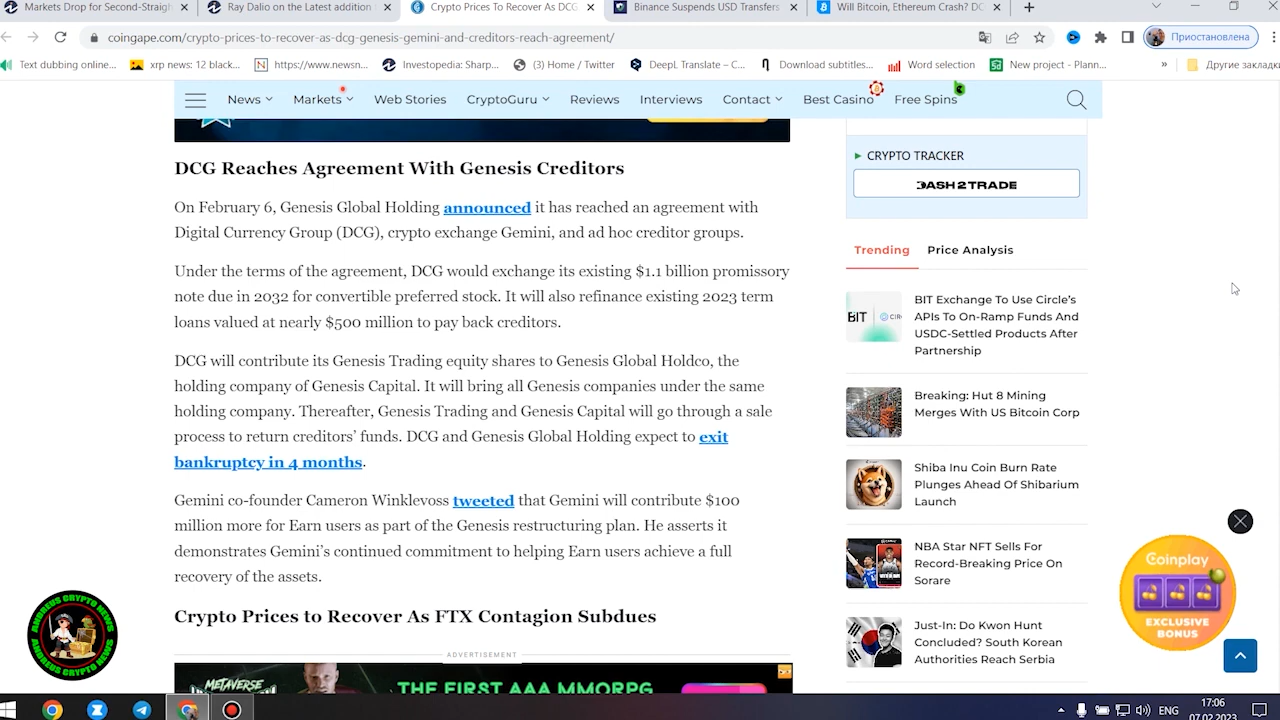 Markets Drop for Second-Straigh
Ray Dalio on the Latest addition
Crypto Prices To Recover As DCG
Binance Suspends USD Transfers
Will Bitcoin, Ethereum Crash? DC
coingape.com/crypto-prices-to-recover-as-dcg-genesis-gemini-and-creditors-reach-agreement/
Приостановлена
Text dubbing online...
xrp news: 12 black...
https://www.newsn...
Investopedia: Sharp...
(3) Home / Twitter
DeepL Translate – C...
Download subtitles...
Word selection
New project - Plann...
»
Другие закладки
News
Markets
Web Stories
CryptoGuru
Reviews
Interviews
Contact
Best Casino
Free Spins
DCG Reaches Agreement With Genesis Creditors
On February 6, Genesis Global Holding announced it has reached an agreement with
Digital Currency Group (DCG), crypto exchange Gemini, and ad hoc creditor groups.
Under the terms of the agreement, DCG would exchange its existing $1.1 billion promissory
note due in 2032 for convertible preferred stock. It will also refinance existing 2023 term
loans valued at nearly $500 million to pay back creditors.
DCG will contribute its Genesis Trading equity shares to Genesis Global Holdco, the
holding company of Genesis Capital. It will bring all Genesis companies under the same
holding company. Thereafter, Genesis Trading and Genesis Capital will go through a sale
process to return creditors' funds. DCG and Genesis Global Holding expect to exit
bankruptcy in 4 months.
Gemini co-founder Cameron Winklevoss tweeted that Gemini will contribute $100
million more for Earn users as part of the Genesis restructuring plan. He asserts it
demonstrates Gemini's continued commitment to helping Earn users achieve a full
recovery of the assets.
Crypto Prices to Recover As FTX Contagion Subdues
ADVERTISEMENT
METAVERSE
THE FIRST AAA MMORPG
CRYPTO TRACKER
DASH 2 TRADE
Trending
Price Analysis
BIT Exchange To Use Circle's
APIs To On-Ramp Funds And
USDC-Settled Products After
Partnership
BIT
Breaking: Hut 8 Mining
Merges With US Bitcoin Corp
Shiba Inu Coin Burn Rate
Plunges Ahead Of Shibarium
Launch
NBA Star NFT Sells For
Record-Breaking Price On
Sorare
Just-In: Do Kwon Hunt
Concluded? South Korean
Authorities Reach Serbia
Coinplay
EXCLUSIVE
BONUS
ANDREUS CRYPTO NEWS
ANDREUS CRYPTO NEWS
ENG
17:06
07.02.2023